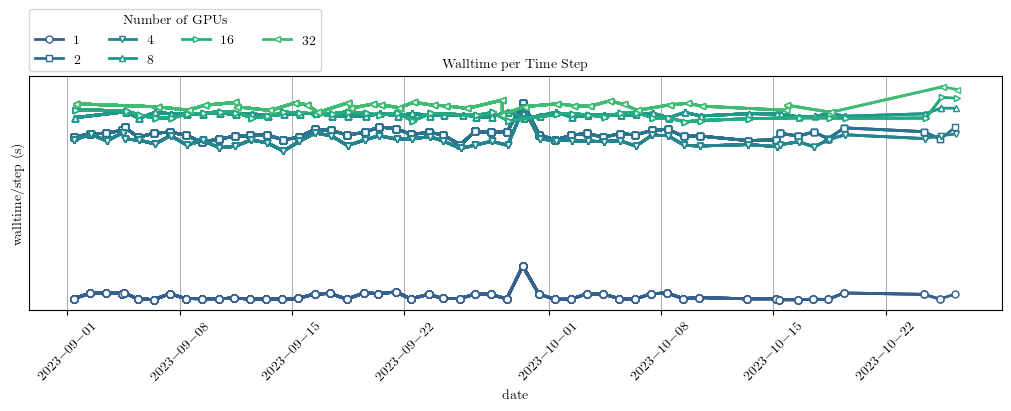 Number of GPUs
1 4 16 32
2 8
Walltime per Time Step
walltime/step (s)
2023−09−01 2023−09−08 2023−09−15 2023−09−22 2023−10−01 2023−10−08 2023−10−15 2023−10−22
date